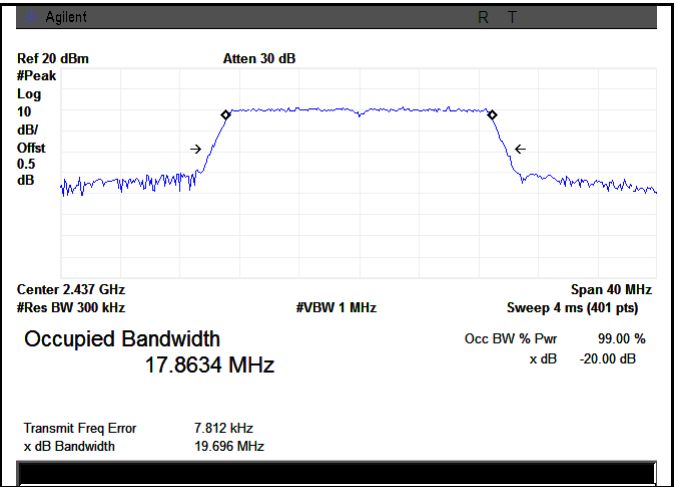 Agilent R T
Ref 20 dBm Atten 30 dB
#Peak
Log
10
dB/
Offst
0.5
dB
Center 2.437 GHz Span 40 MHz
#Res BW 300 kHz #VBW 1 MHz Sweep 4 ms (401 pts)
Occupied Bandwidth Occ BW % Pwr 99.00 %
17.8634 MHz x dB -20.00 dB
Transmit Freq Error 7.812 kHz
x dB Bandwidth 19.696 MHz